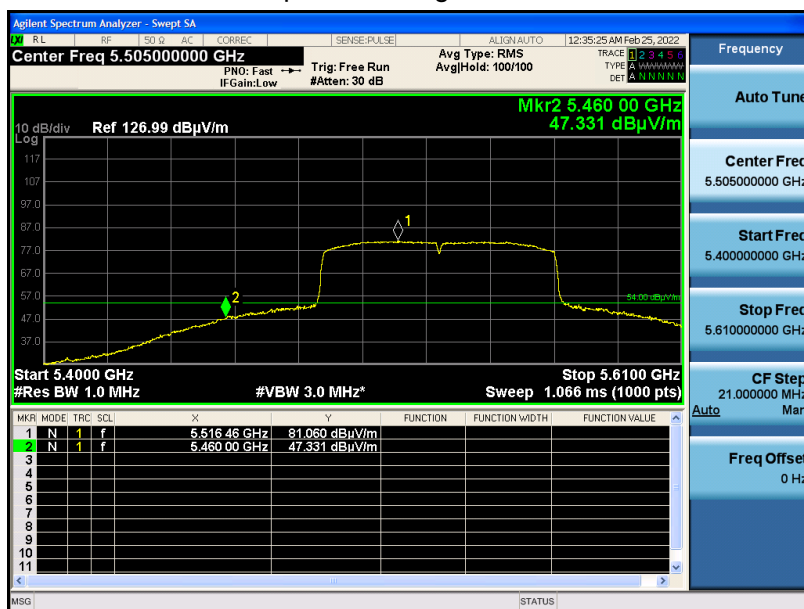 Agilent Spectrum Analyzer - Swept SA
LXI RL RF 50 Ω AC CORREC SENSE:PULSE ALIGNAUTO 12:35:25 AM Feb 25, 2022
Center Freq 5.505000000 GHz
PNO: Fast
IFGain:Low
Trig: Free Run
#Atten: 30 dB
Avg Type: RMS
Avg|Hold: 100/100
TRACE 1 2 3 4 5 6
TYPE A
DET A N N N N N
Mkr2 5.460 00 GHz
47.331 dBµV/m
10 dB/div Ref 126.99 dBµV/m
Log
117
107
97.0
87.0
77.0
67.0
57.0
47.0
37.0
1
2
54.00 dBµV/m
Start 5.4000 GHz Stop 5.6100 GHz
#Res BW 1.0 MHz #VBW 3.0 MHz* Sweep 1.066 ms (1000 pts)
MKR MODE TRC SCL X Y FUNCTION FUNCTION WIDTH FUNCTION VALUE
1 N 1 f 5.516 46 GHz 81.060 dBµV/m
2 N 1 f 5.460 00 GHz 47.331 dBµV/m
3
4
5
6
7
8
9
10
11
MSG STATUS
Frequency
Auto Tune
Center Freq
5.505000000 GHz
Start Freq
5.400000000 GHz
Stop Freq
5.610000000 GHz
CF Step
21.000000 MHz
Auto Man
Freq Offset
0 Hz